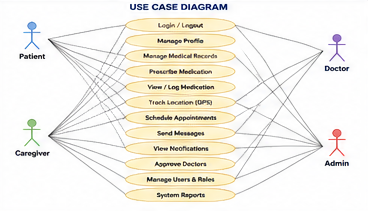 USE CASE DIAGRAM
Login / Logout
Manage Profile
Manage Medical Records
Prescribe Medication
View / Log Medication
Track Location (GPS)
Schedule Appointments
Send Messages
View Notifications
Approve Doctors
Manage Users & Roles
System Reports
Patient
Caregiver
Doctor
Admin